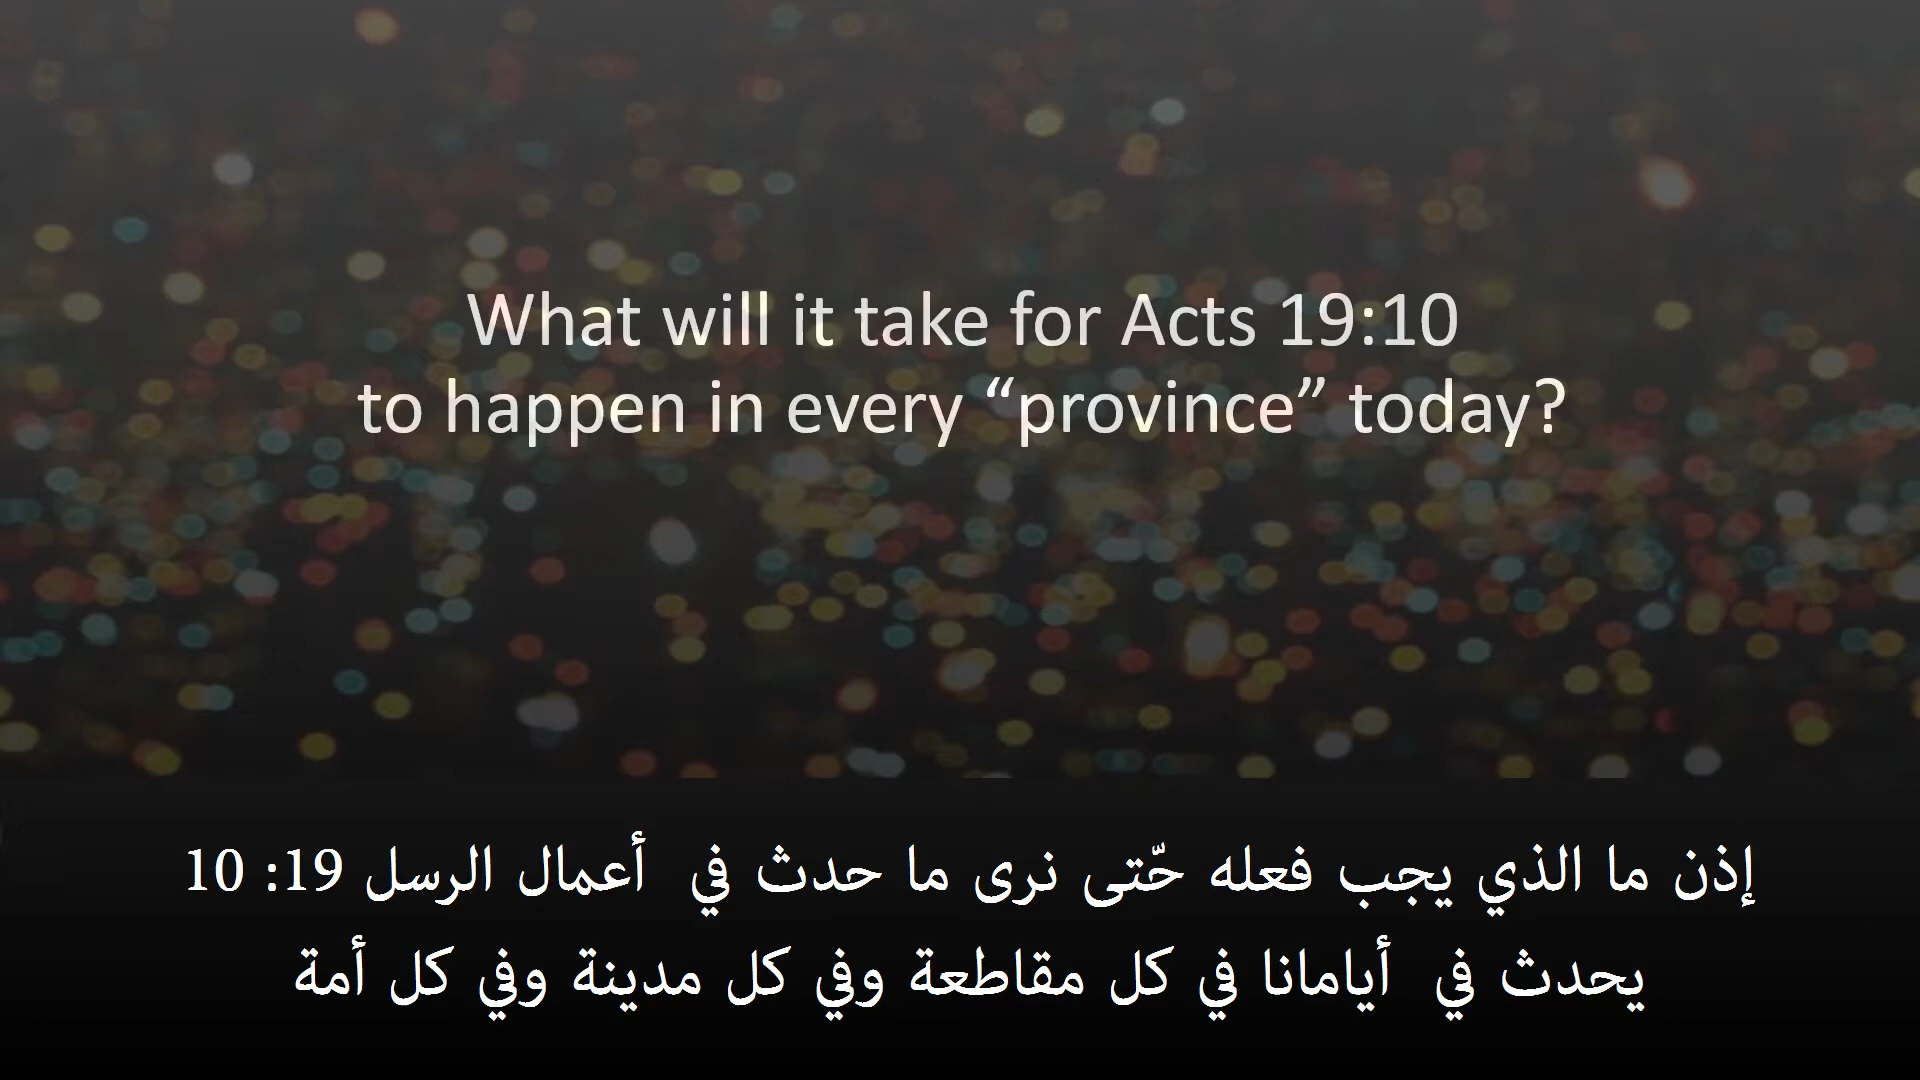 What will it take for Acts 19:10
to happen in every “province” today?
إذن ما الذي يجب فعله حّتى نرى ما حدث في أعمال الرسل 19: 10
يحدث في أيامانا في كل مقاطعة وفي كل مدينة وفي كل أمة